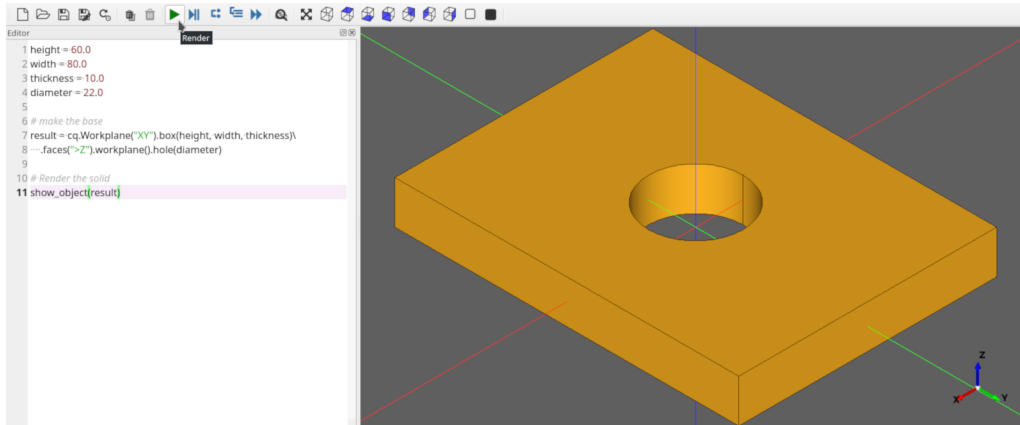 Render
Editor
1 height = 60.0
2 width = 80.0
3 thickness = 10.0
4 diameter = 22.0
5
6 # make the base
7 result = cq.Workplane("XY").box(height, width, thickness)\
8 ····.faces(">Z").workplane().hole(diameter)
9
10 # Render the solid
11 show_object(result)
Z
X
Y